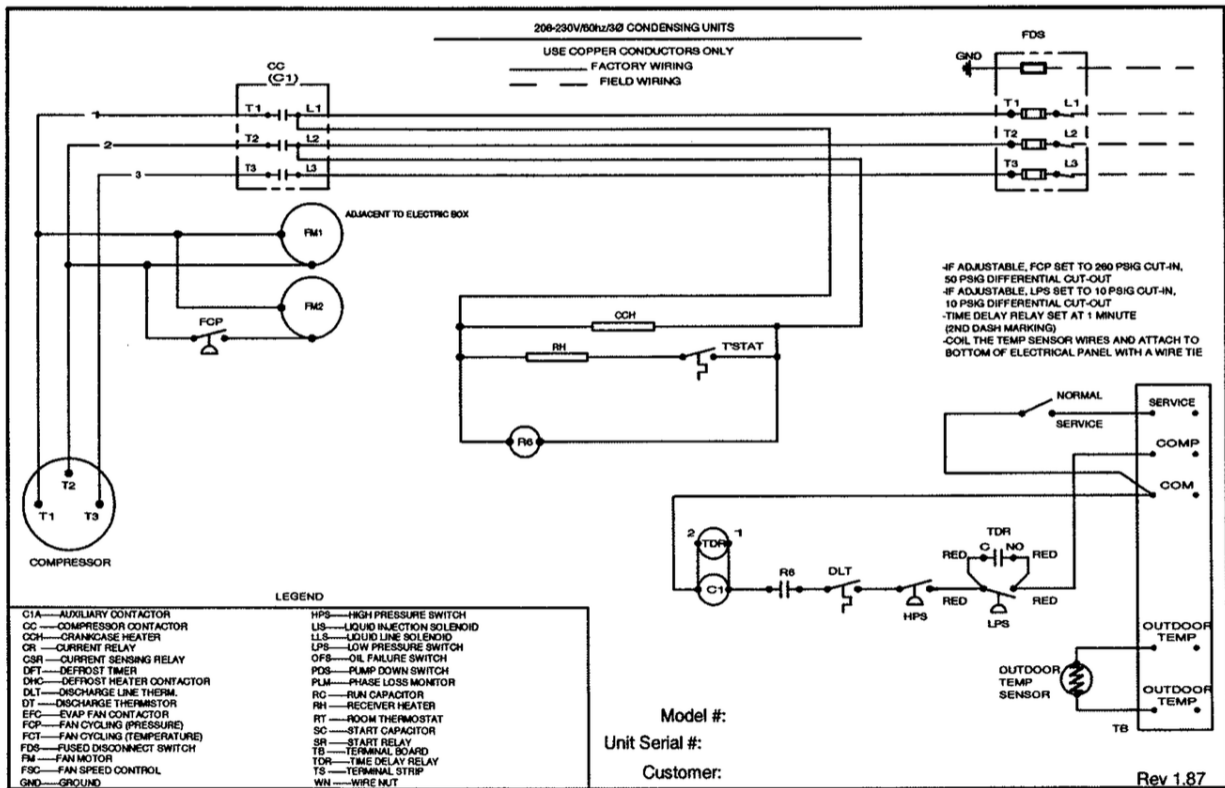 208-230V/60hz/3Ø CONDENSING UNITS
USE COPPER CONDUCTORS ONLY
FACTORY WIRING
FIELD WIRING
FDS
GND
CC
(C1)
T1 L1
T2 L2
T3 L3
T1 L1
T2 L2
T3 L3
1
2
3
ADJACENT TO ELECTRIC BOX
FM1
FM2
FCP
CCH
RH
T'STAT
R6
-IF ADJUSTABLE, FCP SET TO 260 PSIG CUT-IN,
50 PSIG DIFFERENTIAL CUT-OUT
-IF ADJUSTABLE, LPS SET TO 10 PSIG CUT-IN,
10 PSIG DIFFERENTIAL CUT-OUT
-TIME DELAY RELAY SET AT 1 MINUTE
(2ND DASH MARKING)
-COIL THE TEMP SENSOR WIRES AND ATTACH TO
BOTTOM OF ELECTRICAL PANEL WITH A WIRE TIE
NORMAL
SERVICE
SERVICE
COMP
COM
T2
T1 T3
COMPRESSOR
2 TDR 1
C1
R6
DLT
HPS
TDR
RED C NO RED
RED RED
LPS
OUTDOOR
TEMP
SENSOR
OUTDOOR
TEMP
OUTDOOR
TEMP
TB
LEGEND
C1A AUXILIARY CONTACTOR
CC COMPRESSOR CONTACTOR
CCH CRANKCASE HEATER
CR CURRENT RELAY
CSR CURRENT SENSING RELAY
DFT DEFROST TIMER
DHC DEFROST HEATER CONTACTOR
DLT DISCHARGE LINE THERM.
DT DISCHARGE THERMISTOR
EFC EVAP FAN CONTACTOR
FCP FAN CYCLING (PRESSURE)
FCT FAN CYCLING (TEMPERATURE)
FDS FUSED DISCONNECT SWITCH
FM FAN MOTOR
FSC FAN SPEED CONTROL
GND GROUND
HPS HIGH PRESSURE SWITCH
LIS LIQUID INJECTION SOLENOID
LLS LIQUID LINE SOLENOID
LPS LOW PRESSURE SWITCH
OFS OIL FAILURE SWITCH
PDS PUMP DOWN SWITCH
PLM PHASE LOSS MONITOR
RC RUN CAPACITOR
RH RECEIVER HEATER
RT ROOM THERMOSTAT
SC START CAPACITOR
SR START RELAY
TB TERMINAL BOARD
TDR TIME DELAY RELAY
TS TERMINAL STRIP
WN WIRE NUT
Model #:
Unit Serial #:
Customer:
Rev 1.87